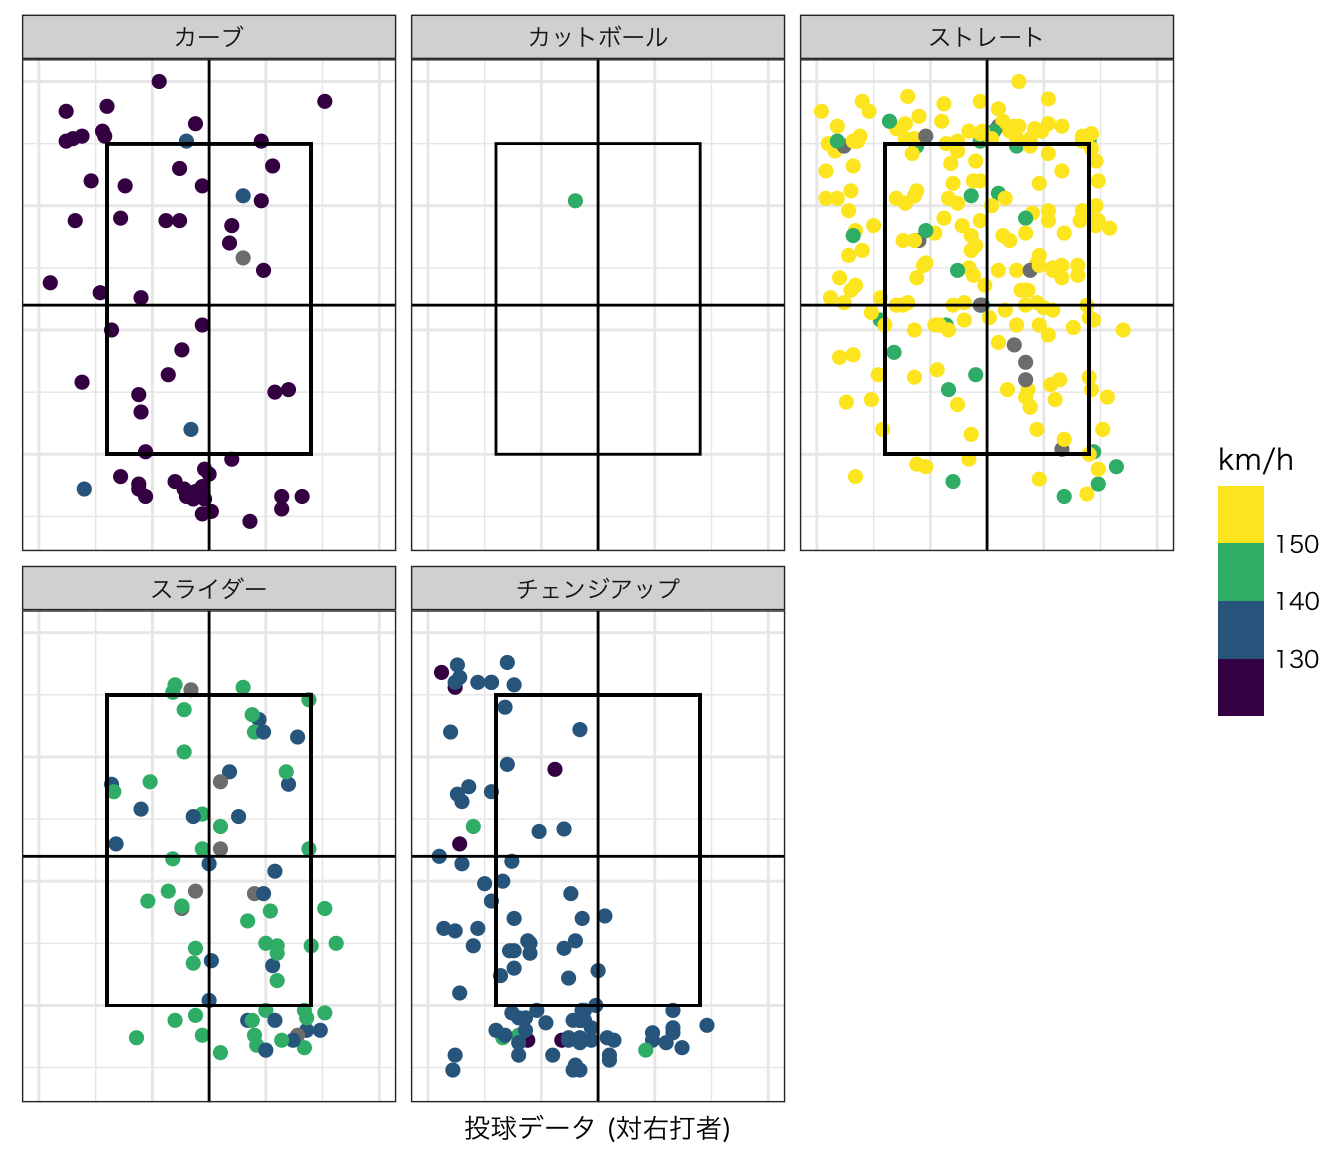 カーブ
カットボール
ストレート
スライダー
チェンジアップ
km/h
150
140
130
投球データ (対右打者)